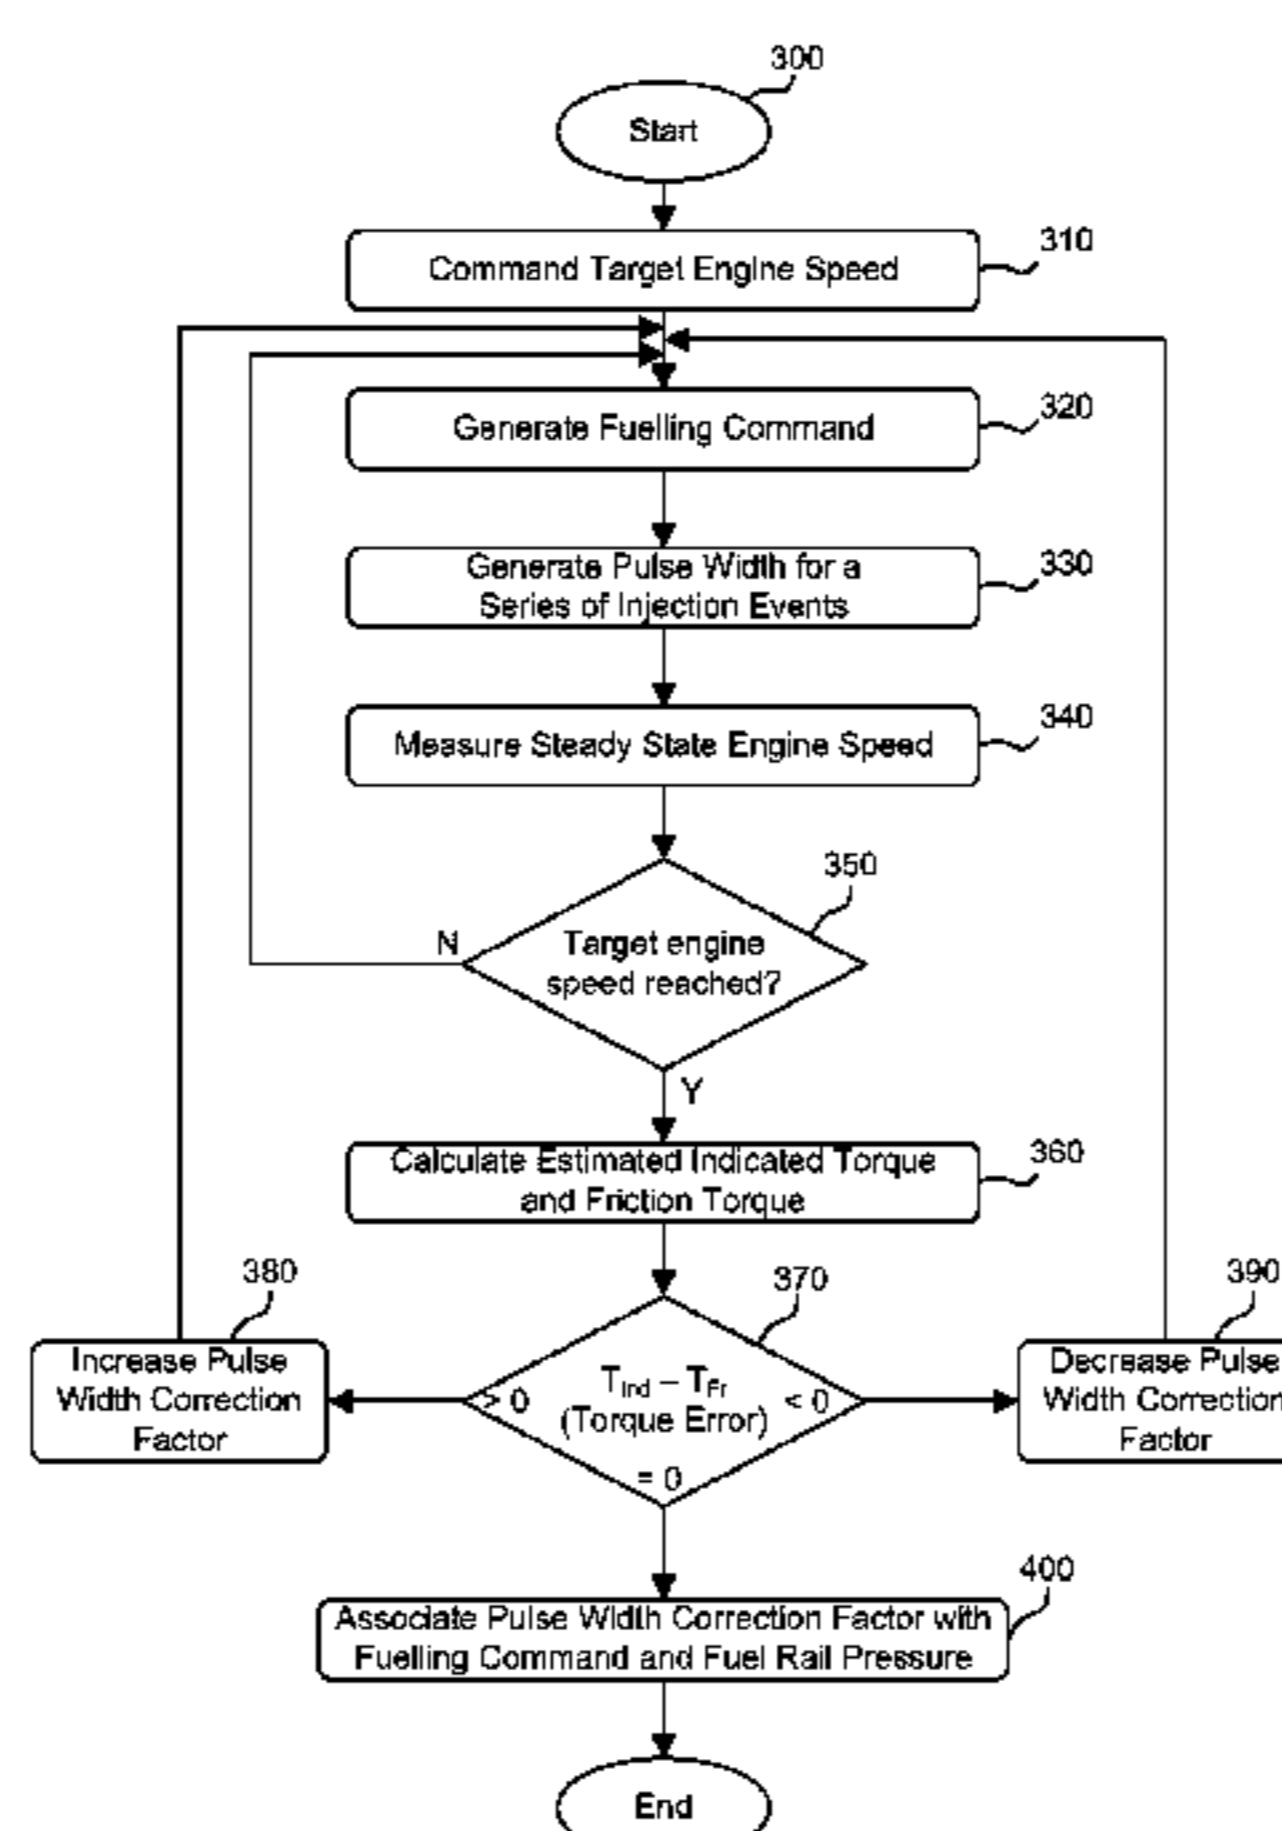 300
Start
310
Command Target Engine Speed
320
Generate Fuelling Command
330
Generate Pulse Width for a
Series of Injection Events
340
Measure Steady State Engine Speed
350
N
Target engine
speed reached?
Y
360
Calculate Estimated Indicated Torque
and Friction Torque
380
370
390
Increase Pulse
Width Correction
Factor
> 0
TInd – TFr
(Torque Error)
< 0
= 0
Decrease Pulse
Width Correction
Factor
400
Associate Pulse Width Correction Factor with
Fuelling Command and Fuel Rail Pressure
End